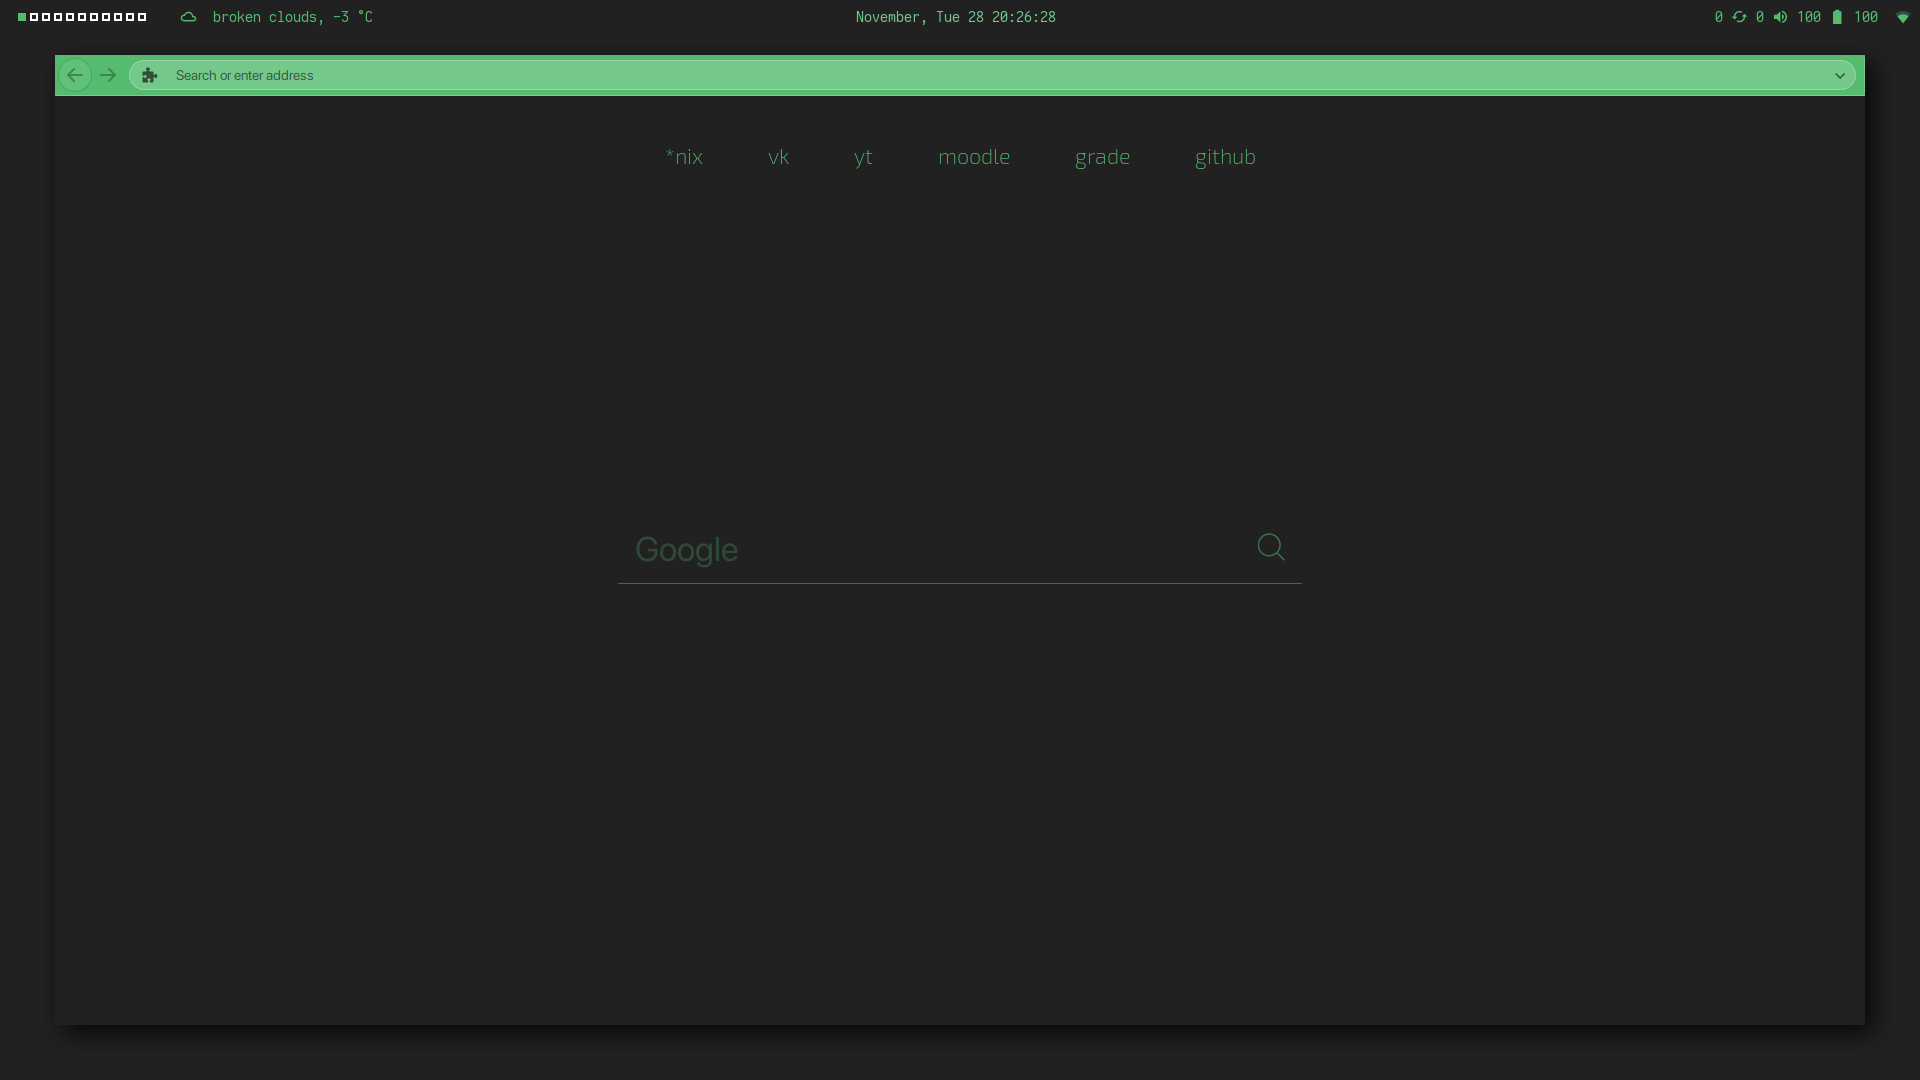 broken clouds, -3 °C November, Tue 28 20:26:28 0 0 100 100
Search or enter address
*nix vk yt moodle grade github
Google